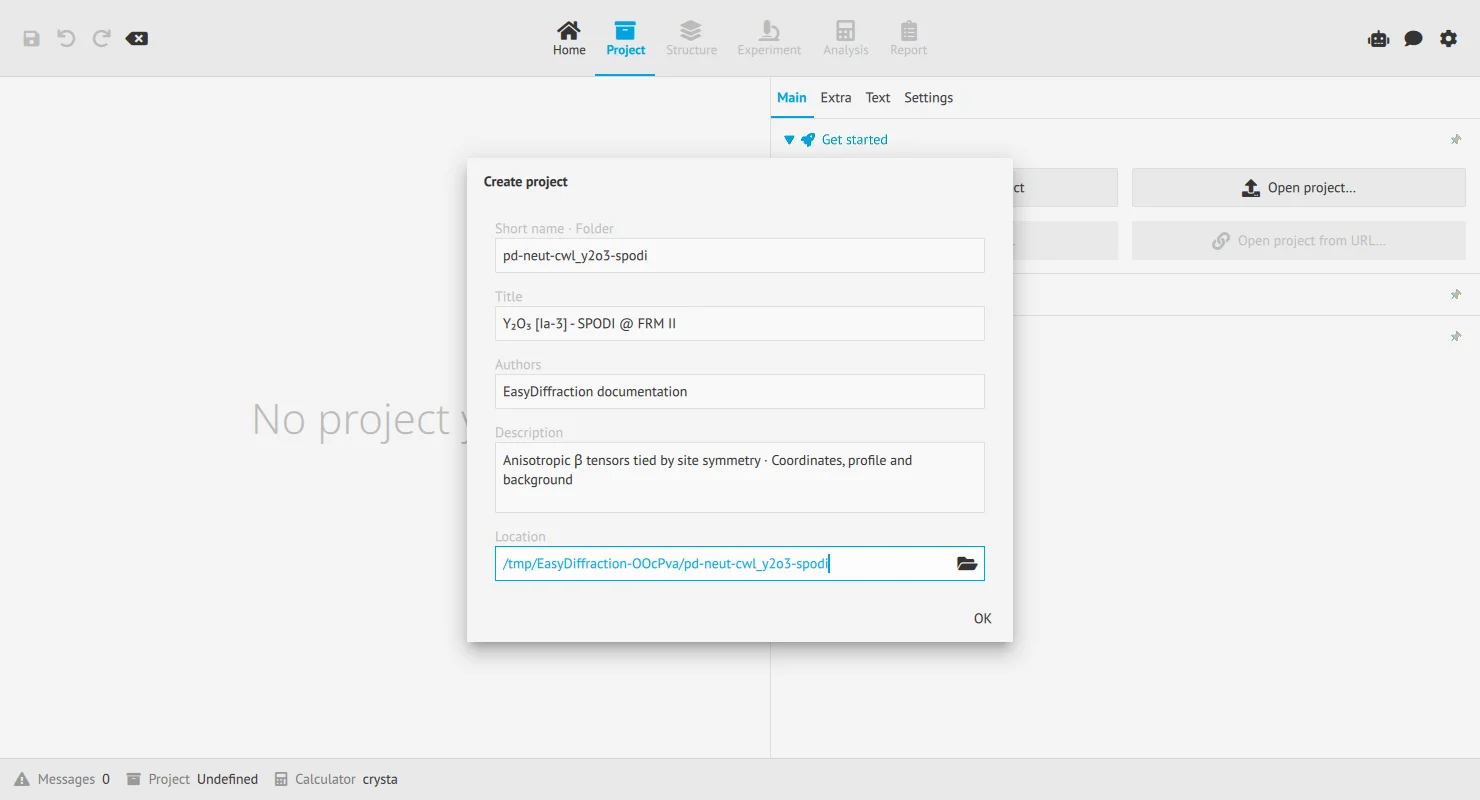 Home
Project
Structure
Experiment
Analysis
Report
Main
Extra
Text
Settings
Get started
Open project...
Open project from URL...
No project
Create project
Short name · Folder
pd-neut-cwl_y2o3-spodi
Title
Y₂O₃ [Ia-3] - SPODI @ FRM II
Authors
EasyDiffraction documentation
Description
Anisotropic β tensors tied by site symmetry · Coordinates, profile and
background
Location
/tmp/EasyDiffraction-OOcPva/pd-neut-cwl_y2o3-spodi
OK
Messages 0
Project Undefined
Calculator crysta